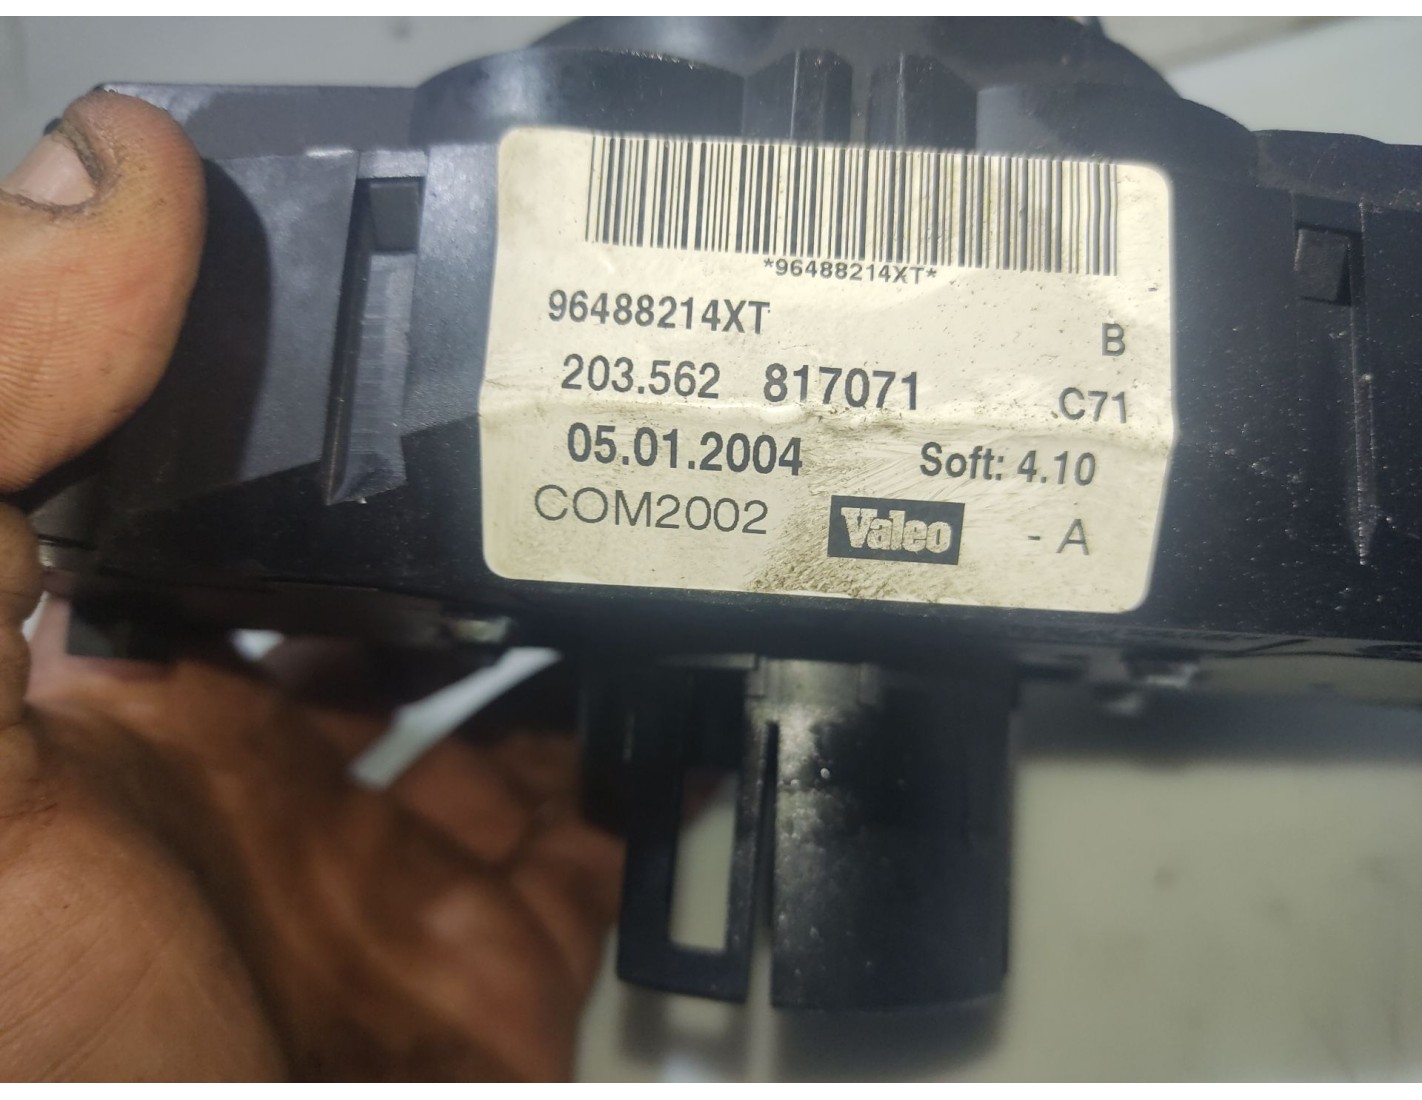 *96488214XT*
96488214XT B
203.562 817071 .C71
05.01.2004 Soft: 4.10
COM2002 Valeo - A